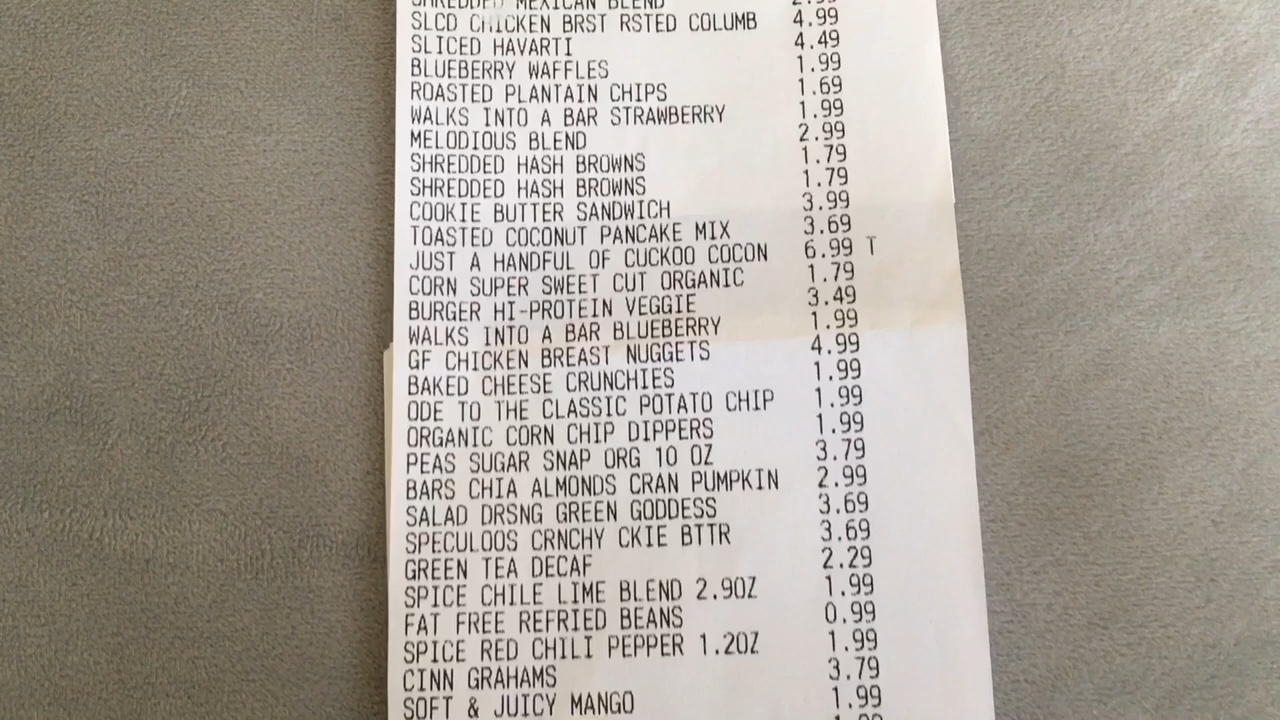 SHREDDED MEXICAN BLEND 2.99
SLCD CHICKEN BRST RSTED COLUMB 4.99
SLICED HAVARTI 4.49
BLUEBERRY WAFFLES 1.99
ROASTED PLANTAIN CHIPS 1.69
WALKS INTO A BAR STRAWBERRY 1.99
MELODIOUS BLEND 2.99
SHREDDED HASH BROWNS 1.79
SHREDDED HASH BROWNS 1.79
COOKIE BUTTER SANDWICH 3.99
TOASTED COCONUT PANCAKE MIX 3.69
JUST A HANDFUL OF CUCKOO COCON 6.99 T
CORN SUPER SWEET CUT ORGANIC 1.79
BURGER HI-PROTEIN VEGGIE 3.49
WALKS INTO A BAR BLUEBERRY 1.99
GF CHICKEN BREAST NUGGETS 4.99
BAKED CHEESE CRUNCHIES 1.99
ODE TO THE CLASSIC POTATO CHIP 1.99
ORGANIC CORN CHIP DIPPERS 1.99
PEAS SUGAR SNAP ORG 10 OZ 3.79
BARS CHIA ALMONDS CRAN PUMPKIN 2.99
SALAD DRSNG GREEN GODDESS 3.69
SPECULOOS CRNCHY CKIE BTTR 3.69
GREEN TEA DECAF 2.29
SPICE CHILE LIME BLEND 2.9OZ 1.99
FAT FREE REFRIED BEANS 0.99
SPICE RED CHILI PEPPER 1.2OZ 1.99
CINN GRAHAMS 3.79
SOFT & JUICY MANGO 1.99